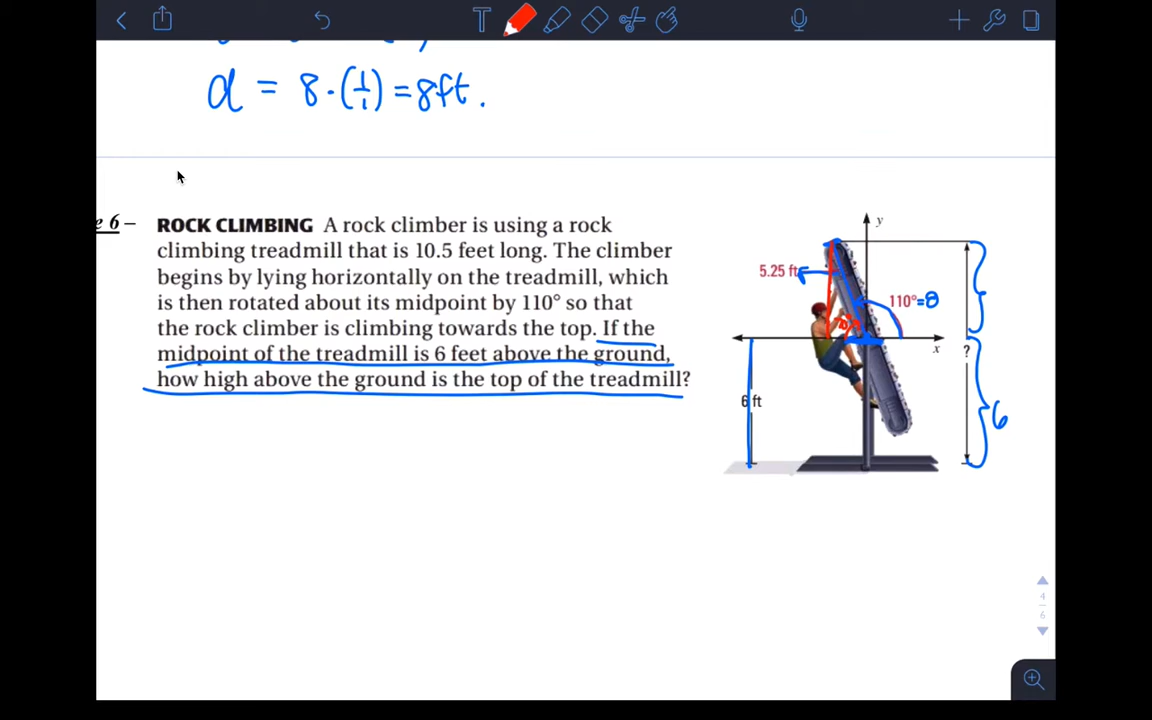 T
d = 8 · (1/1) = 8ft.
e 6 – ROCK CLIMBING A rock climber is using a rock
climbing treadmill that is 10.5 feet long. The climber
begins by lying horizontally on the treadmill, which
is then rotated about its midpoint by 110° so that
the rock climber is climbing towards the top. If the
midpoint of the treadmill is 6 feet above the ground,
how high above the ground is the top of the treadmill?
y
5.25 ft
110° = θ
x
?
6 ft
6
4
6